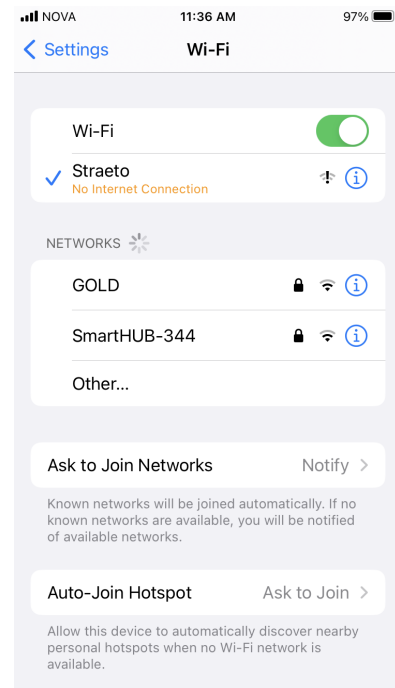 NOVA 11:36 AM 97%
Settings Wi-Fi
Wi-Fi
Straeto
No Internet Connection
NETWORKS
GOLD
SmartHUB-344
Other...
Ask to Join Networks Notify
Known networks will be joined automatically. If no
known networks are available, you will be notified
of available networks.
Auto-Join Hotspot Ask to Join
Allow this device to automatically discover nearby
personal hotspots when no Wi-Fi network is
available.